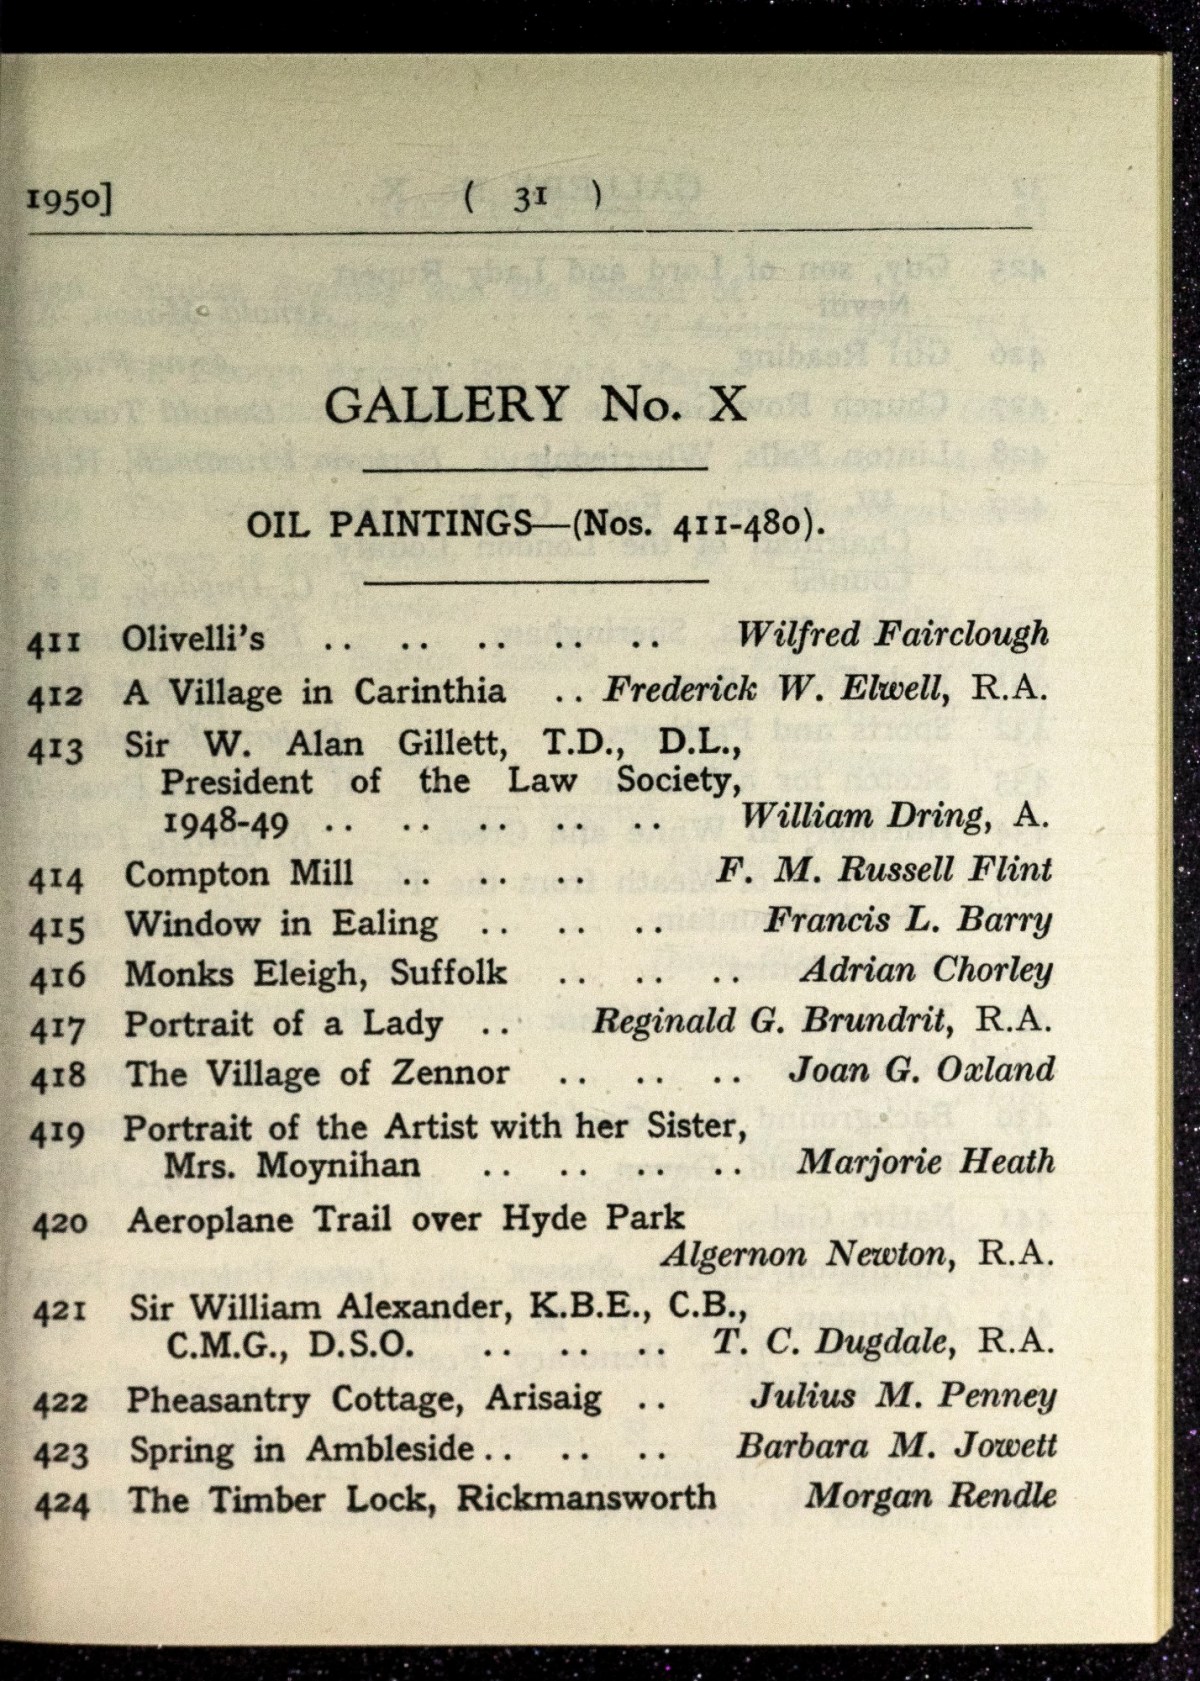 1950] ( 31 )
GALLERY No. X
OIL PAINTINGS—(Nos. 411-480).
411 Olivelli's .. .. .. .. .. Wilfred Fairclough
412 A Village in Carinthia .. Frederick W. Elwell, R.A.
413 Sir W. Alan Gillett, T.D., D.L.,
President of the Law Society,
1948-49 .. .. .. .. .. William Dring, A.
414 Compton Mill .. .. .. F. M. Russell Flint
415 Window in Ealing .. .. .. Francis L. Barry
416 Monks Eleigh, Suffolk .. .. .. Adrian Chorley
417 Portrait of a Lady .. Reginald G. Brundrit, R.A.
418 The Village of Zennor .. .. .. Joan G. Oxland
419 Portrait of the Artist with her Sister,
Mrs. Moynihan .. .. .. .. Marjorie Heath
420 Aeroplane Trail over Hyde Park
Algernon Newton, R.A.
421 Sir William Alexander, K.B.E., C.B.,
C.M.G., D.S.O. .. .. .. T. C. Dugdale, R.A.
422 Pheasantry Cottage, Arisaig .. Julius M. Penney
423 Spring in Ambleside .. .. .. Barbara M. Jowett
424 The Timber Lock, Rickmansworth Morgan Rendle